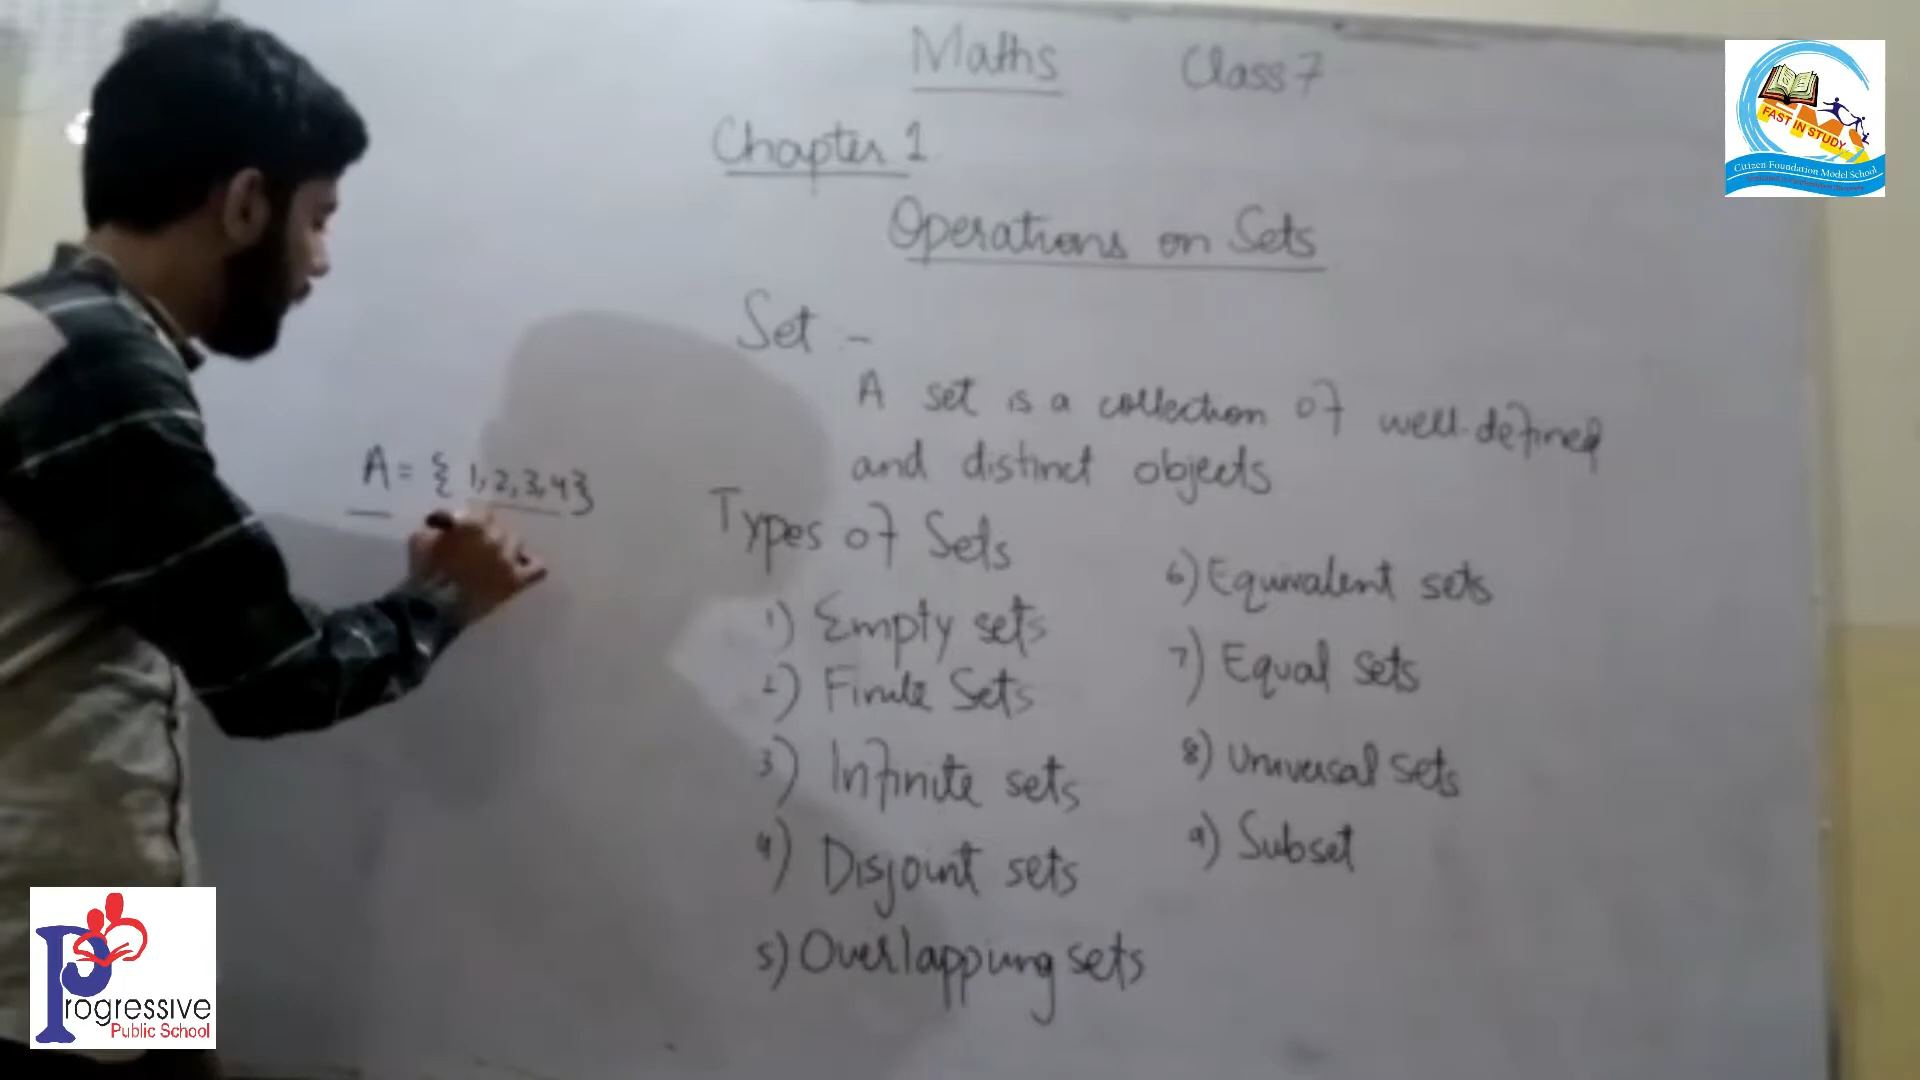 Maths Class 7
Chapter 1
Operations on Sets
Set :-
A set is a collection of well-defined
and distinct objects
A = { 1, 2, 3, 4 }
Types of Sets
1) Empty sets
2) Finite Sets
3) Infinite sets
4) Disjoint sets
5) Overlapping sets
6) Equivalent sets
7) Equal sets
8) Universal sets
9) Subset
FAST IN STUDY
Citizen Foundation Model School
Progressive
Public School